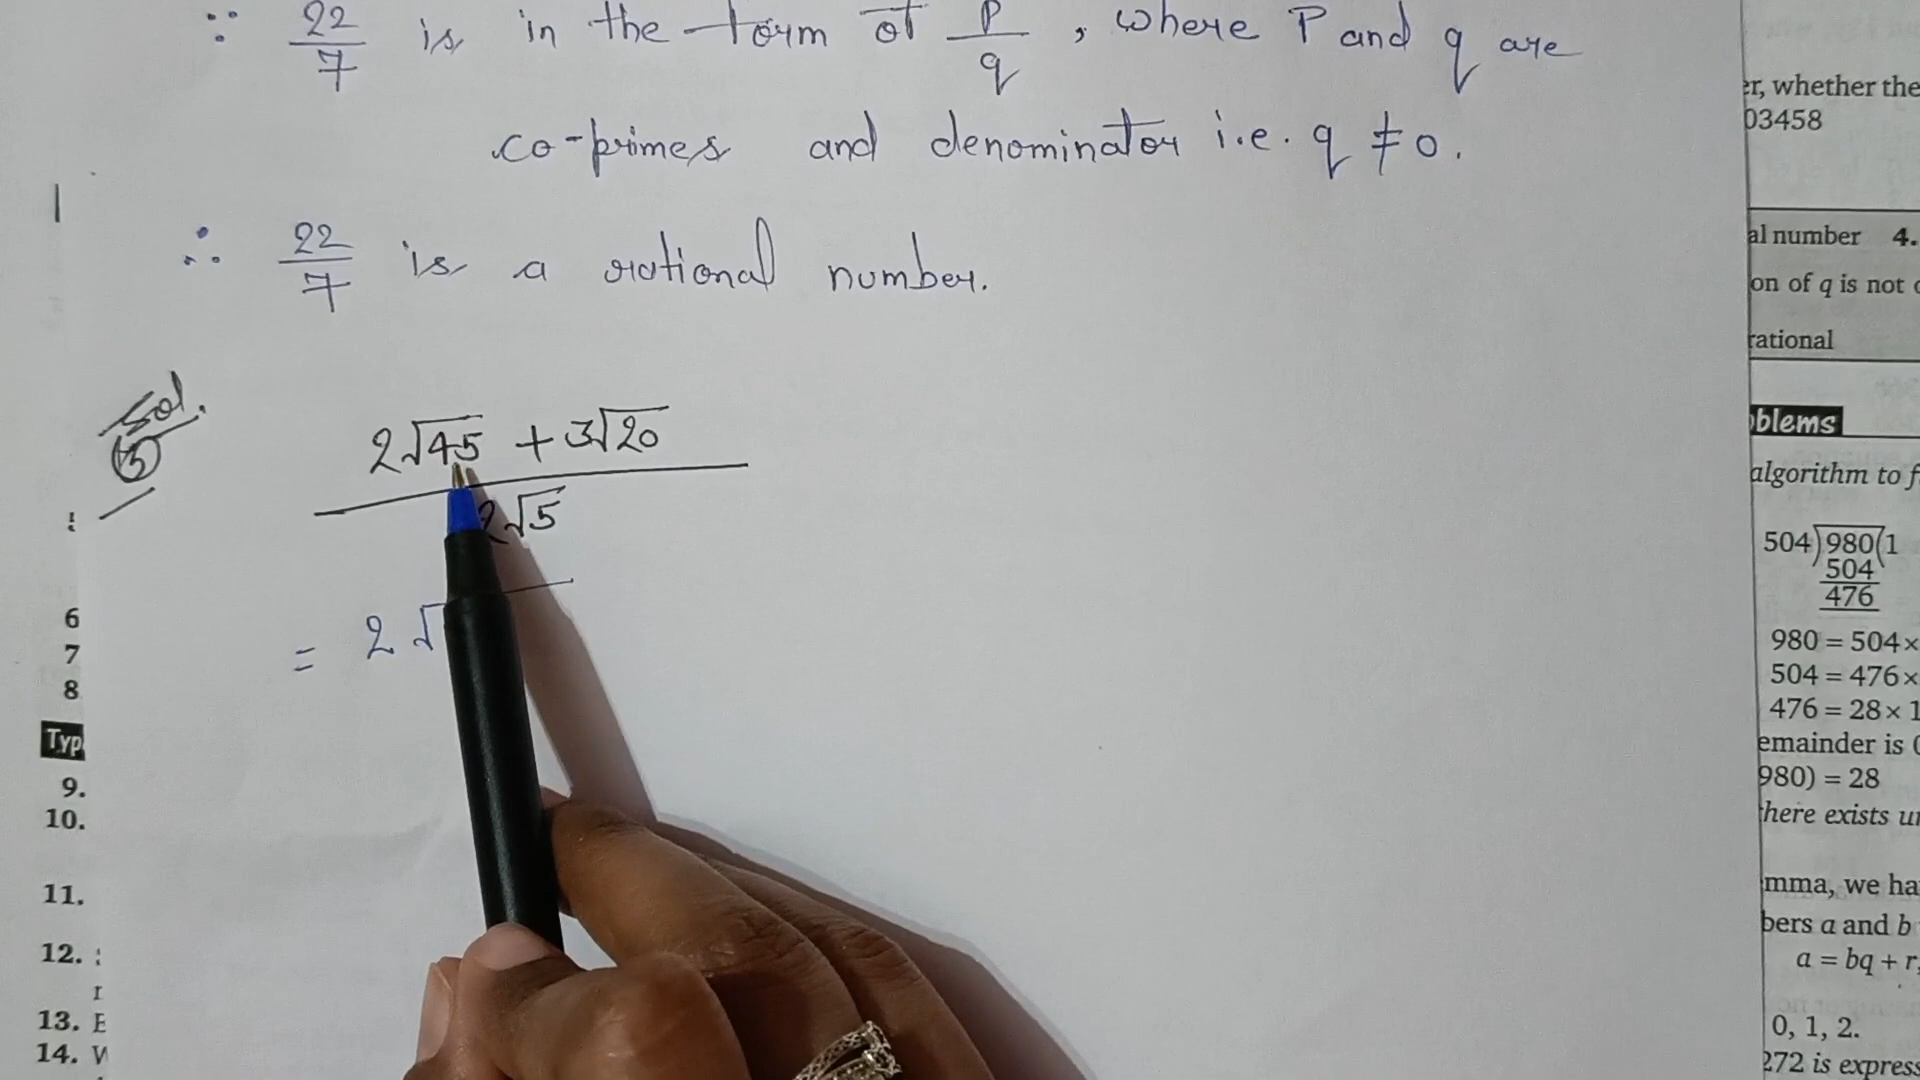 ∵ 22/7 is in the form of P/q , where P and q are
co-primes and denominator i.e. q ≠ 0.
∴ 22/7 is a rational number.
Sol.
5
2√45 + 3√20
2√5
= 2√
6
7
8
Typ
9.
10.
11.
12.
13. E
14.
er, whether the
03458
al number 4.
on of q is not
rational
oblems
algorithm to f
504)980(1
504
476
980 = 504×
504 = 476×
476 = 28×1
emainder is 0
980) = 28
here exists
mma, we ha
bers a and b
a = bq + r,
0, 1, 2.
272 is express